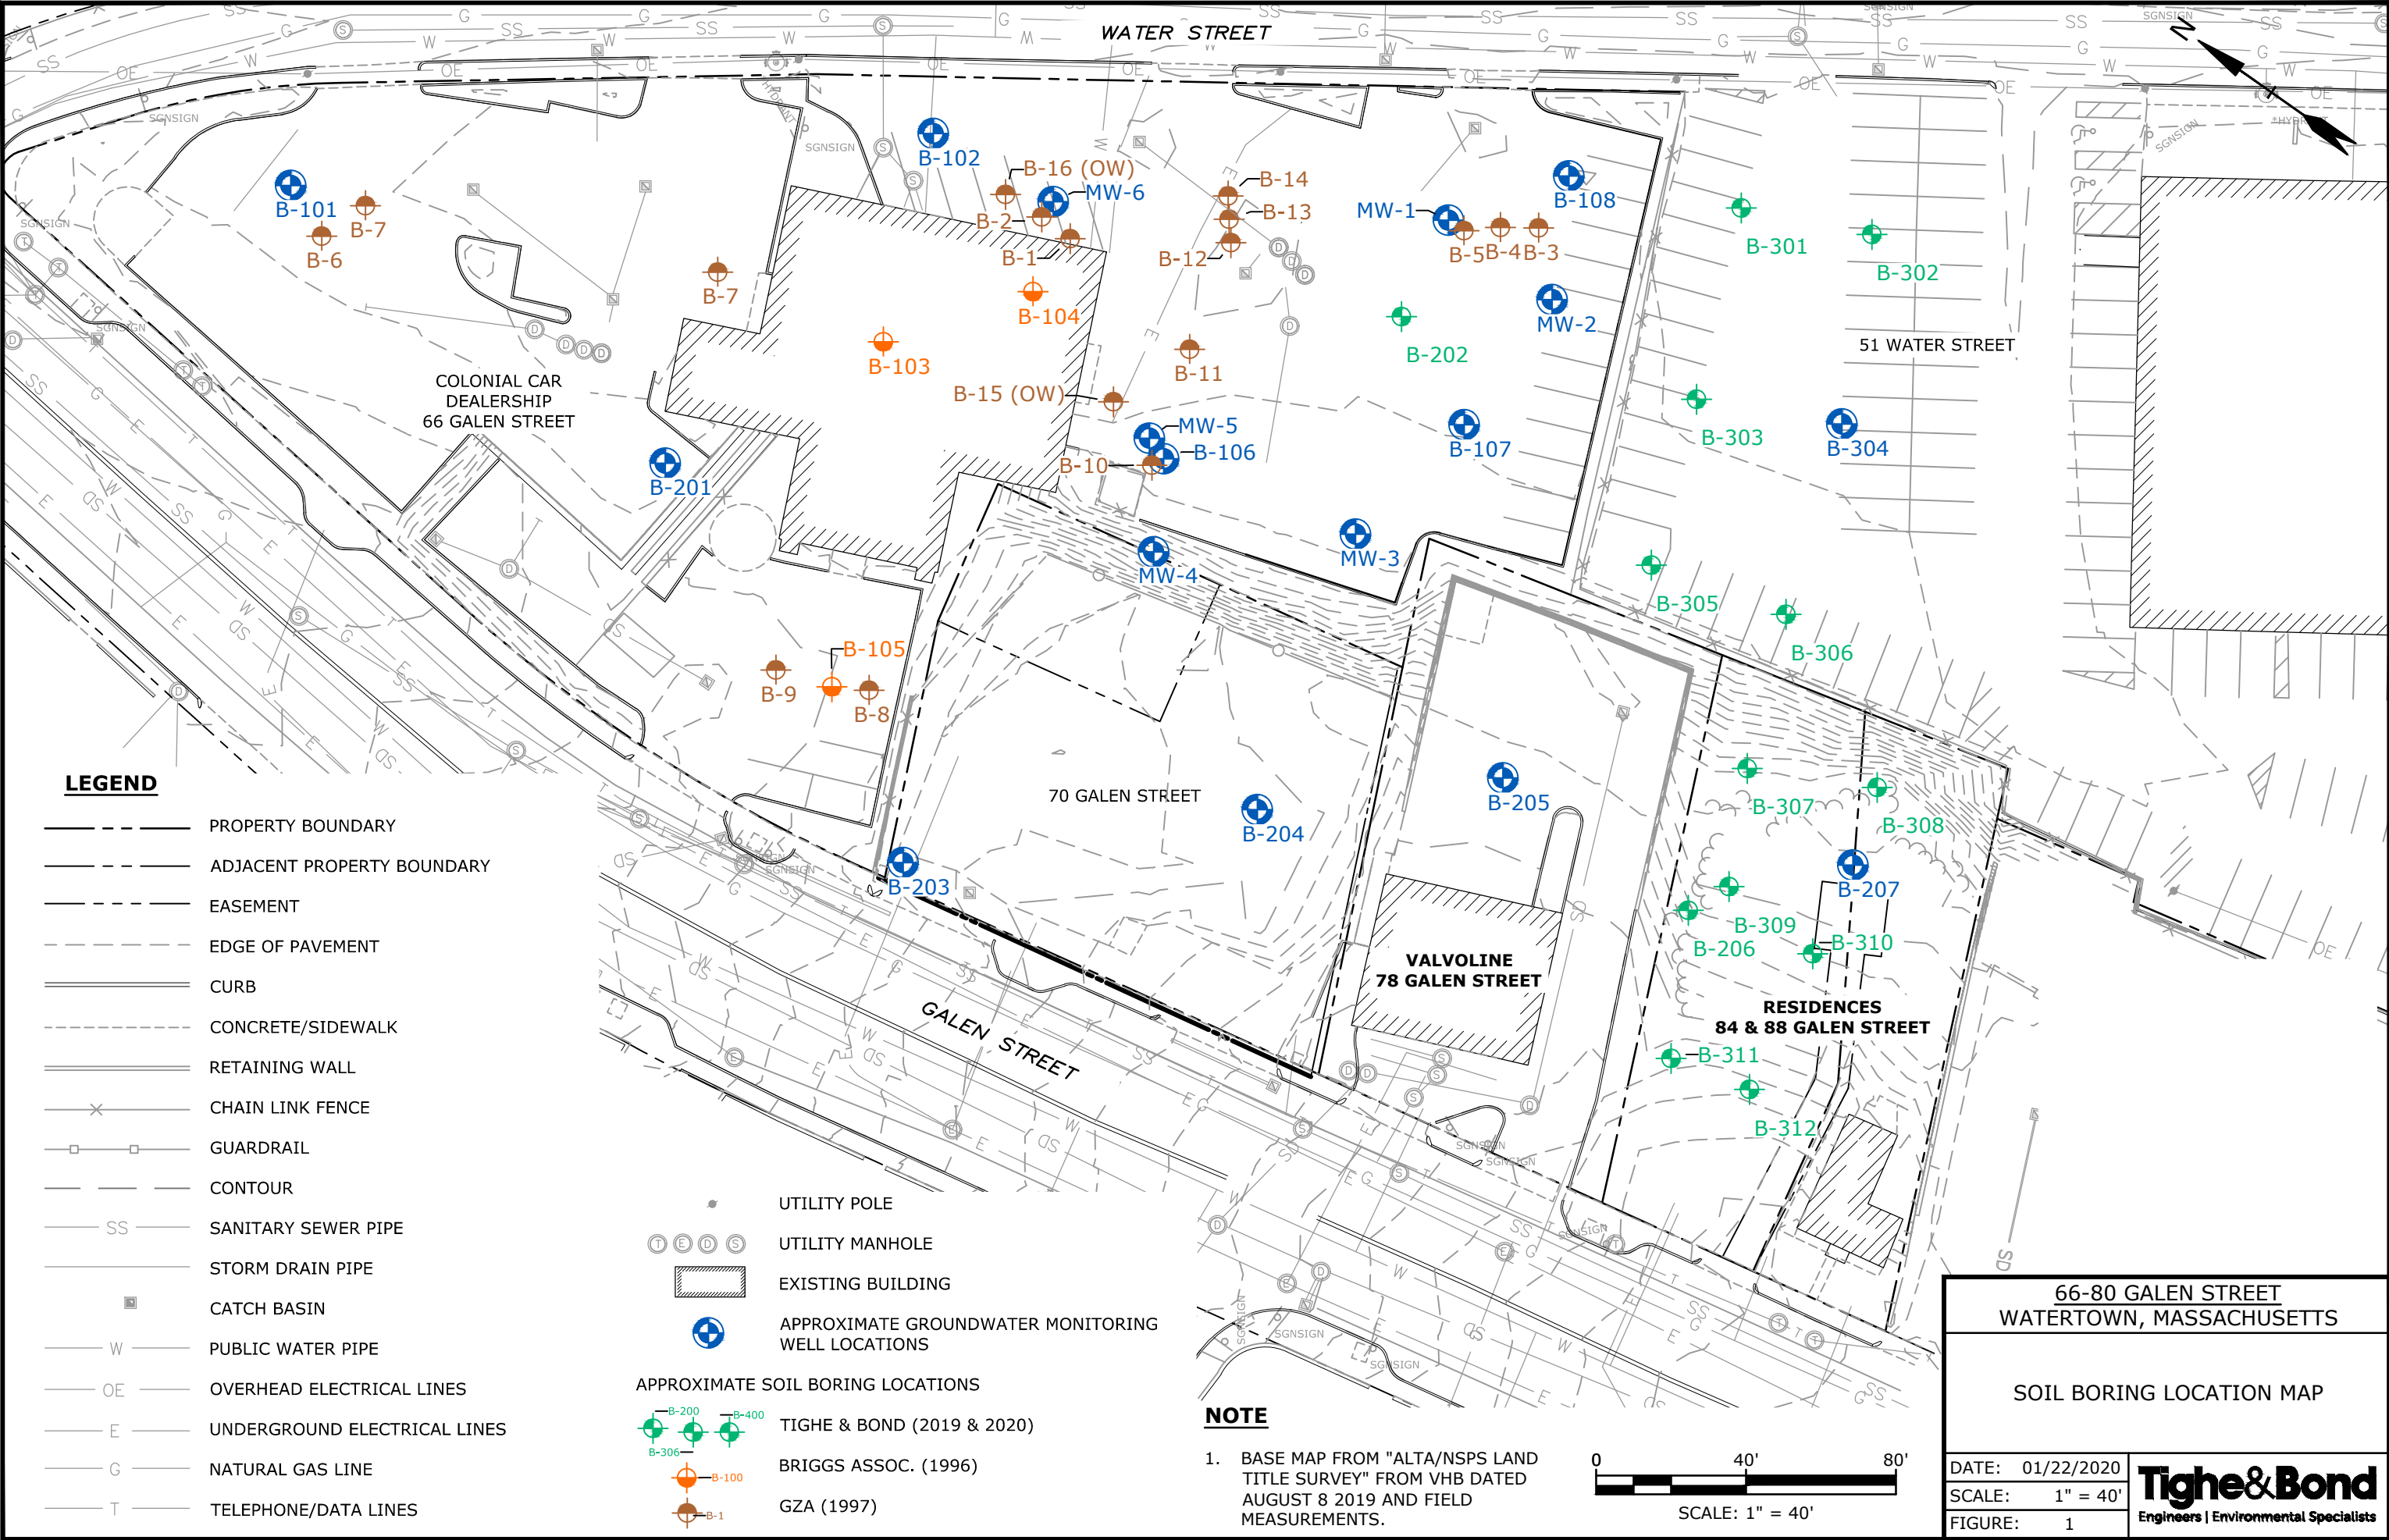 WATER STREET
N
B-101
B-7
B-6
B-102
B-16 (OW)
MW-6
B-2
B-1
B-14
B-13
B-12
MW-1
B-5
B-4
B-3
B-108
B-301
B-302
B-7
B-104
B-103
B-202
MW-2
51 WATER STREET
COLONIAL CAR
DEALERSHIP
66 GALEN STREET
B-11
B-15 (OW)
MW-5
B-106
B-10
B-107
B-303
B-304
B-201
MW-4
MW-3
B-305
B-306
B-105
B-9
B-8
70 GALEN STREET
B-204
B-205
B-307
B-308
B-203
B-207
B-309
B-206
B-310
VALVOLINE
78 GALEN STREET
RESIDENCES
84 & 88 GALEN STREET
GALEN STREET
B-311
B-312
LEGEND
PROPERTY BOUNDARY
ADJACENT PROPERTY BOUNDARY
EASEMENT
EDGE OF PAVEMENT
CURB
CONCRETE/SIDEWALK
RETAINING WALL
CHAIN LINK FENCE
GUARDRAIL
CONTOUR
SS SANITARY SEWER PIPE
STORM DRAIN PIPE
CATCH BASIN
W PUBLIC WATER PIPE
OE OVERHEAD ELECTRICAL LINES
E UNDERGROUND ELECTRICAL LINES
G NATURAL GAS LINE
T TELEPHONE/DATA LINES
UTILITY POLE
T E D S UTILITY MANHOLE
EXISTING BUILDING
APPROXIMATE GROUNDWATER MONITORING
WELL LOCATIONS
APPROXIMATE SOIL BORING LOCATIONS
B-200
B-400
B-306
TIGHE & BOND (2019 & 2020)
B-100
BRIGGS ASSOC. (1996)
B-1
GZA (1997)
NOTE
1. BASE MAP FROM "ALTA/NSPS LAND
TITLE SURVEY" FROM VHB DATED
AUGUST 8 2019 AND FIELD
MEASUREMENTS.
0 40' 80'
SCALE: 1" = 40'
66-80 GALEN STREET
WATERTOWN, MASSACHUSETTS
SOIL BORING LOCATION MAP
DATE: 01/22/2020
SCALE: 1" = 40'
FIGURE: 1
Tighe&Bond
Engineers | Environmental Specialists